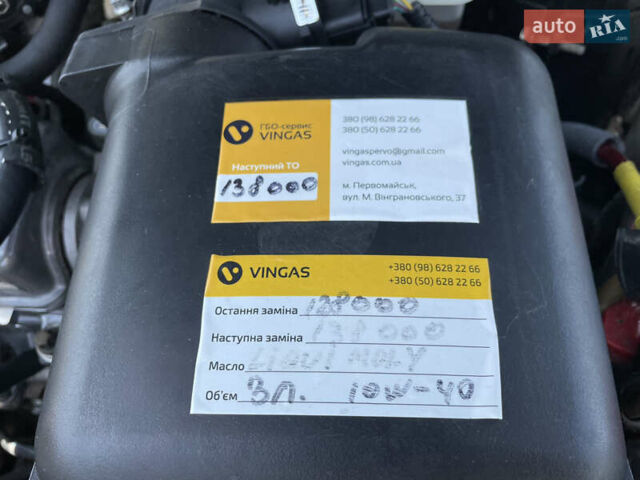 auto RIA.com
ГБО-сервис
VINGAS
Наступний ТО
138000
380 (98) 628 22 66
380 (50) 628 22 66
vingaspervo@gmail.com
vingas.com.ua
м. Первомайськ,
вул. М. Вінграновського, 37
VINGAS
+380 (98) 628 22 66
+380 (50) 628 22 66
Остання заміна 128000
Наступна заміна 138 000
Масло LIQUI MOLY
Об'єм 3л. 10W-40